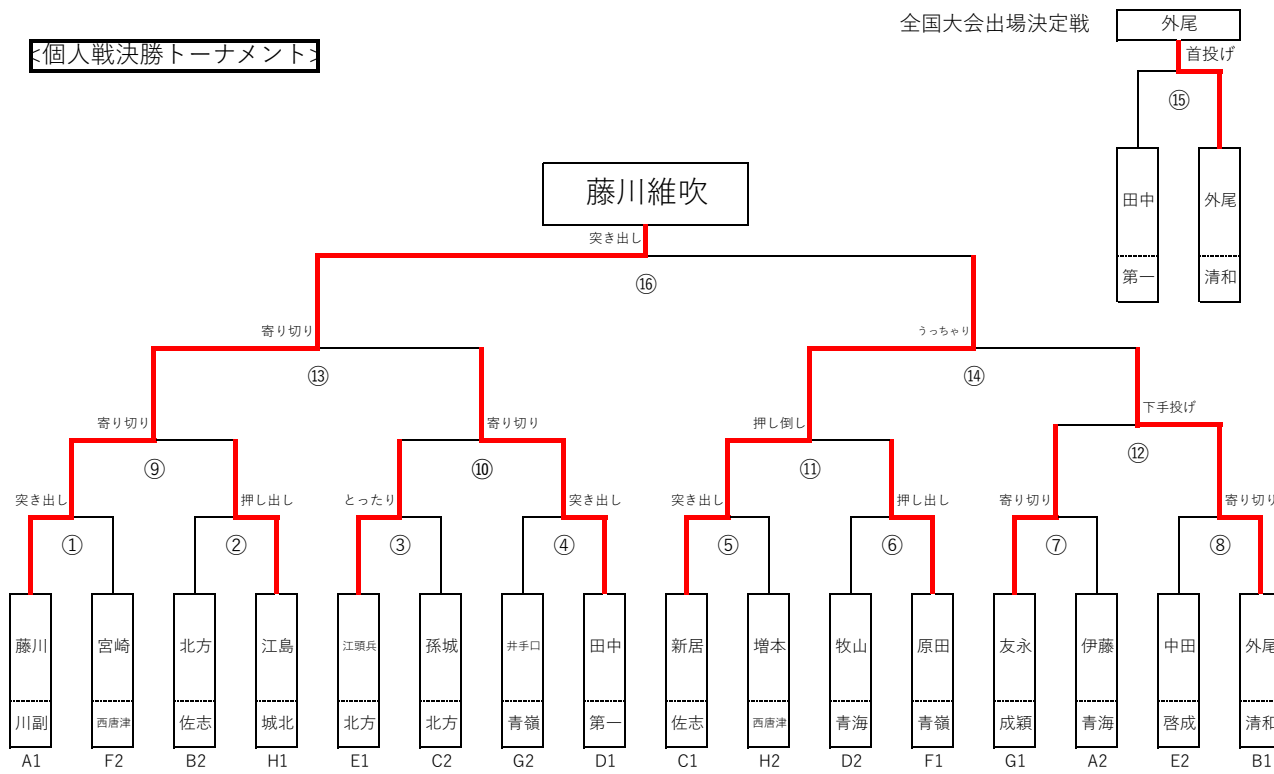 全国大会出場決定戦
外尾
<個人戦決勝トーナメント>
首投げ
⑮
田中
外尾
第一
清和
藤川維吹
突き出し
⑯
寄り切り
うっちゃり
⑬
⑭
寄り切り
寄り切り
押し倒し
下手投げ
⑨
⑩
⑪
⑫
突き出し
押し出し
とったり
突き出し
突き出し
押し出し
寄り切り
寄り切り
①
②
③
④
⑤
⑥
⑦
⑧
藤川
宮崎
北方
江島
江頭兵
孫城
井手口
田中
新居
増本
牧山
原田
友永
伊藤
中田
外尾
川副
西唐津
佐志
城北
北方
北方
青嶺
第一
佐志
西唐津
青海
青嶺
成穎
青海
啓成
清和
A1
F2
B2
H1
E1
C2
G2
D1
C1
H2
D2
F1
G1
A2
E2
B1